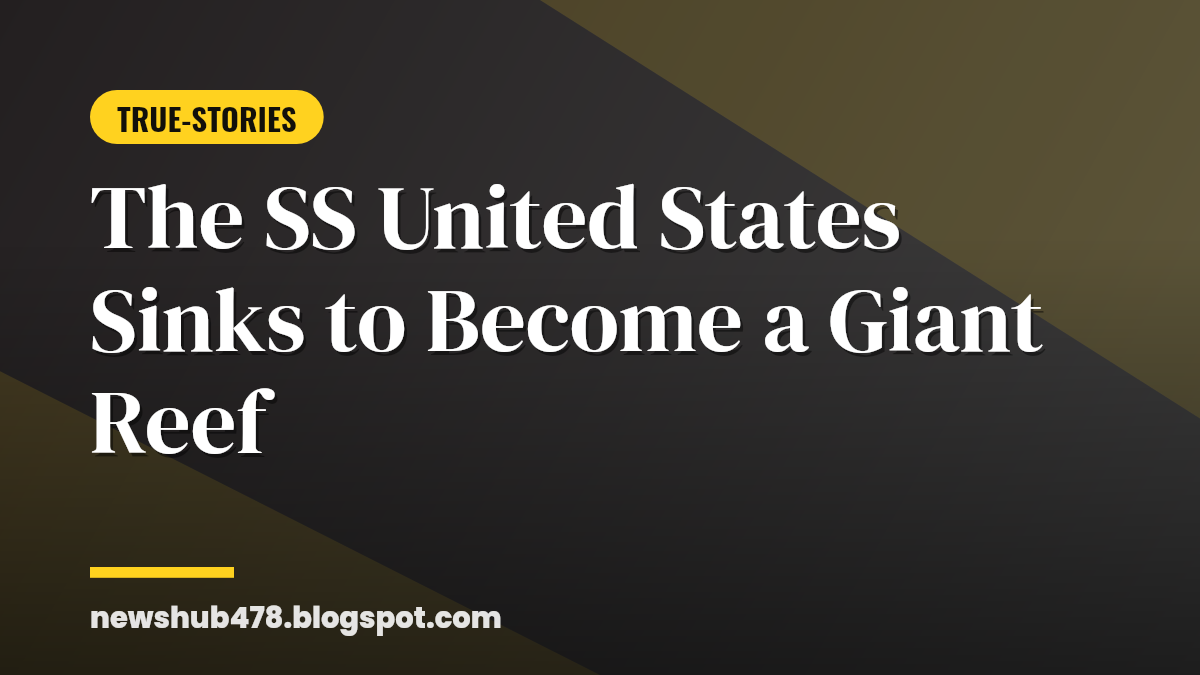 TRUE-STORIES
The SS United States
Sinks to Become a Giant
Reef
newshub478.blogspot.com